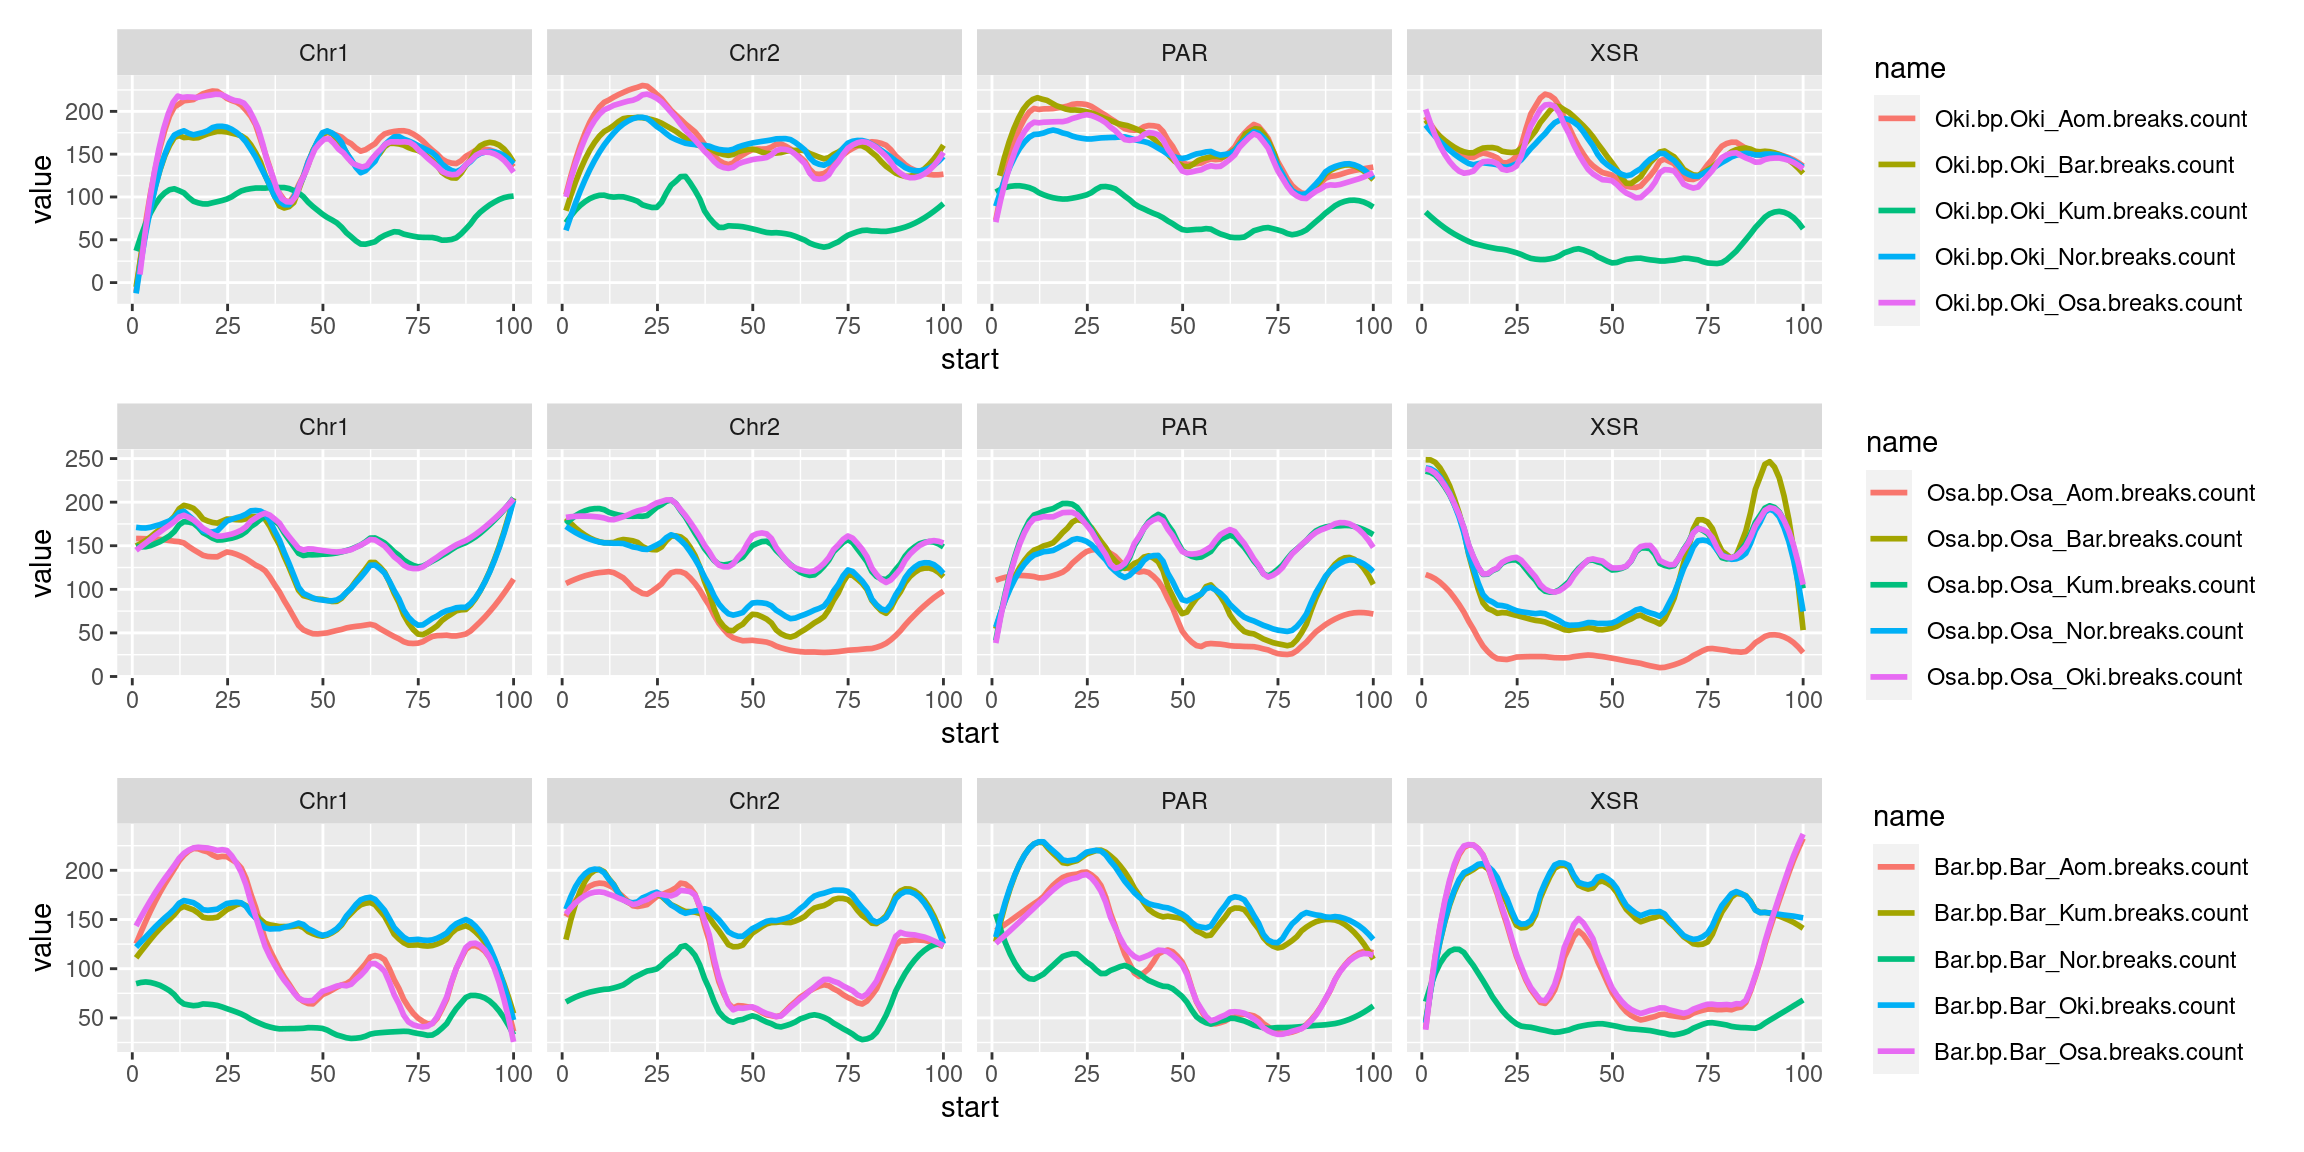 Chr1 Chr2 PAR XSR
name
Oki.bp.Oki_Aom.breaks.count
Oki.bp.Oki_Bar.breaks.count
Oki.bp.Oki_Kum.breaks.count
Oki.bp.Oki_Nor.breaks.count
Oki.bp.Oki_Osa.breaks.count
value
200
150
100
50
0
0 25 50 75 100 0 25 50 75 100 0 25 50 75 100 0 25 50 75 100
start
Chr1 Chr2 PAR XSR
name
Osa.bp.Osa_Aom.breaks.count
Osa.bp.Osa_Bar.breaks.count
Osa.bp.Osa_Kum.breaks.count
Osa.bp.Osa_Nor.breaks.count
Osa.bp.Osa_Oki.breaks.count
value
250
200
150
100
50
0
0 25 50 75 100 0 25 50 75 100 0 25 50 75 100 0 25 50 75 100
start
Chr1 Chr2 PAR XSR
name
Bar.bp.Bar_Aom.breaks.count
Bar.bp.Bar_Kum.breaks.count
Bar.bp.Bar_Nor.breaks.count
Bar.bp.Bar_Oki.breaks.count
Bar.bp.Bar_Osa.breaks.count
value
200
150
100
50
0 25 50 75 100 0 25 50 75 100 0 25 50 75 100 0 25 50 75 100
start